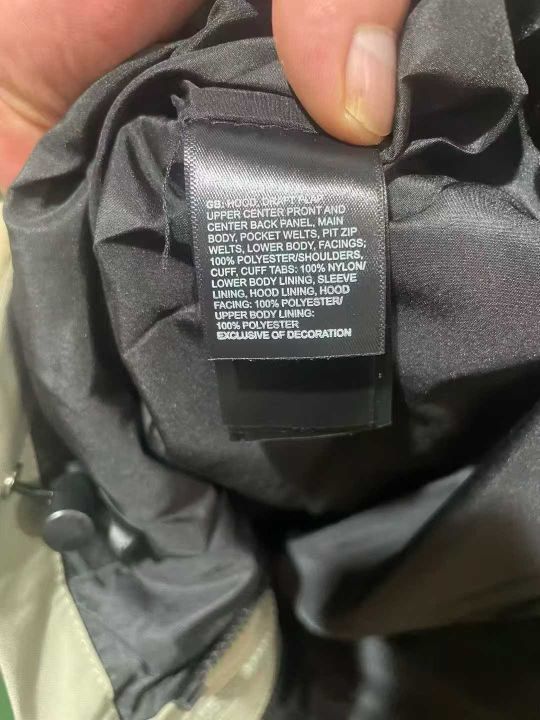 GB: HOOD, DRAFT FLAP
UPPER CENTER PRONT AND
CENTER BACK PANEL, MAIN
BODY, POCKET WELTS, PIT ZIP
WELTS, LOWER BODY, FACINGS;
100% POLYESTER/SHOULDERS,
CUFF, CUFF TABS: 100% NYLON/
LOWER BODY LINING, SLEEVE
LINING, HOOD LINING, HOOD
FACING: 100% POLYESTER/
UPPER BODY LINING:
100% POLYESTER
EXCLUSIVE OF DECORATION